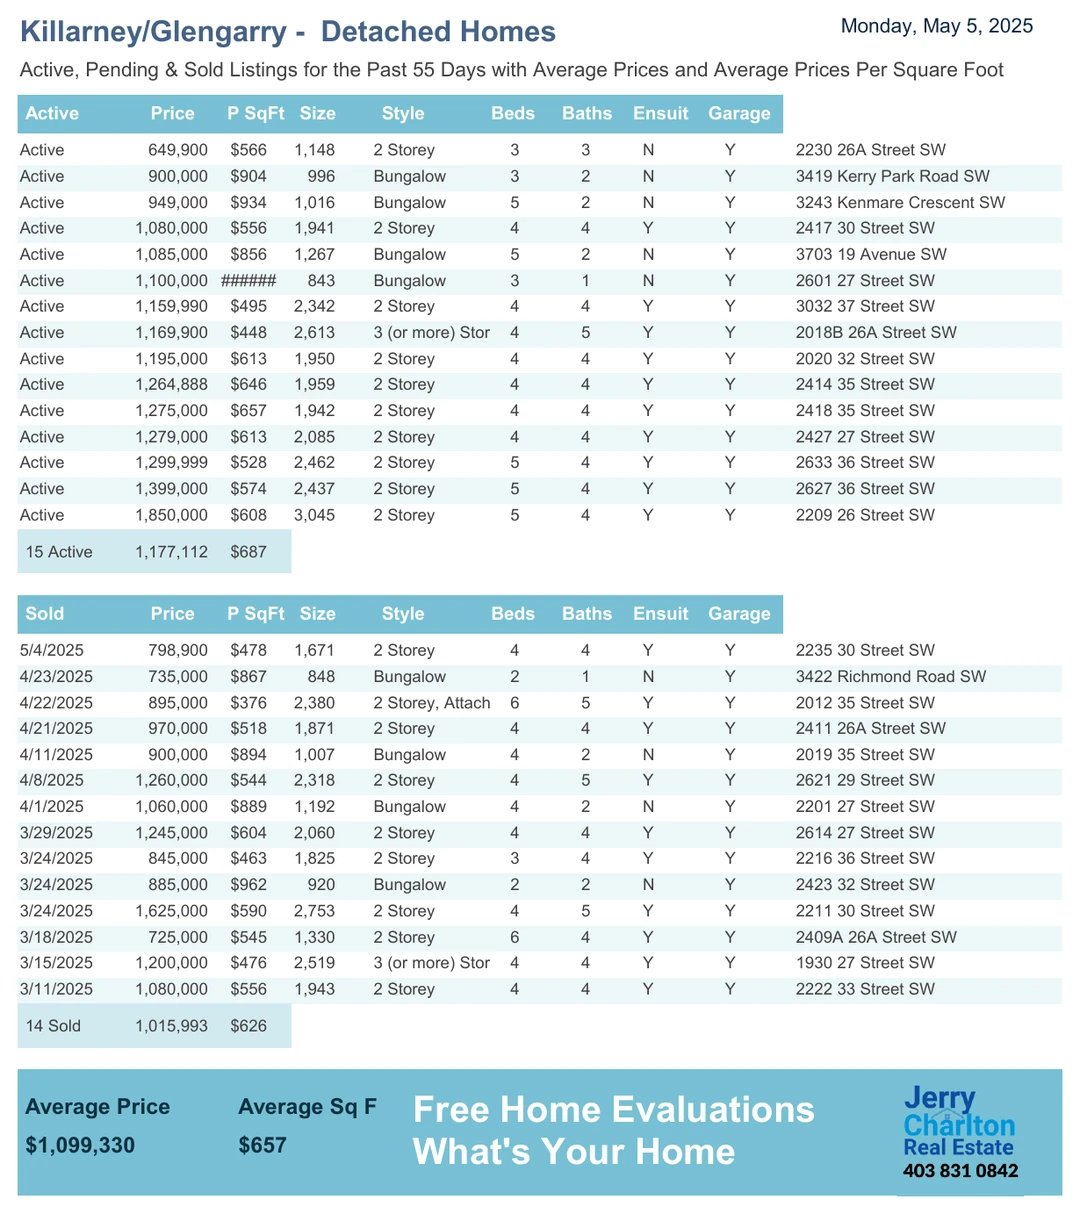 Killarney/Glengarry - Detached Homes
Monday, May 5, 2025
Active, Pending & Sold Listings for the Past 55 Days with Average Prices and Average Prices Per Square Foot
Active Price P SqFt Size Style Beds Baths Ensuit Garage
Active 649,900 $566 1,148 2 Storey 3 3 N Y 2230 26A Street SW
Active 900,000 $904 996 Bungalow 3 2 N Y 3419 Kerry Park Road SW
Active 949,000 $934 1,016 Bungalow 5 2 N Y 3243 Kenmare Crescent SW
Active 1,080,000 $556 1,941 2 Storey 4 4 Y Y 2417 30 Street SW
Active 1,085,000 $856 1,267 Bungalow 5 2 N Y 3703 19 Avenue SW
Active 1,100,000 ###### 843 Bungalow 3 1 N Y 2601 27 Street SW
Active 1,159,990 $495 2,342 2 Storey 4 4 Y Y 3032 37 Street SW
Active 1,169,900 $448 2,613 3 (or more) Stor 4 5 Y Y 2018B 26A Street SW
Active 1,195,000 $613 1,950 2 Storey 4 4 Y Y 2020 32 Street SW
Active 1,264,888 $646 1,959 2 Storey 4 4 Y Y 2414 35 Street SW
Active 1,275,000 $657 1,942 2 Storey 4 4 Y Y 2418 35 Street SW
Active 1,279,000 $613 2,085 2 Storey 4 4 Y Y 2427 27 Street SW
Active 1,299,999 $528 2,462 2 Storey 5 4 Y Y 2633 36 Street SW
Active 1,399,000 $574 2,437 2 Storey 5 4 Y Y 2627 36 Street SW
Active 1,850,000 $608 3,045 2 Storey 5 4 Y Y 2209 26 Street SW
15 Active 1,177,112 $687
Sold Price P SqFt Size Style Beds Baths Ensuit Garage
5/4/2025 798,900 $478 1,671 2 Storey 4 4 Y Y 2235 30 Street SW
4/23/2025 735,000 $867 848 Bungalow 2 1 N Y 3422 Richmond Road SW
4/22/2025 895,000 $376 2,380 2 Storey, Attach 6 5 Y Y 2012 35 Street SW
4/21/2025 970,000 $518 1,871 2 Storey 4 4 Y Y 2411 26A Street SW
4/11/2025 900,000 $894 1,007 Bungalow 4 2 N Y 2019 35 Street SW
4/8/2025 1,260,000 $544 2,318 2 Storey 4 5 Y Y 2621 29 Street SW
4/1/2025 1,060,000 $889 1,192 Bungalow 4 2 N Y 2201 27 Street SW
3/29/2025 1,245,000 $604 2,060 2 Storey 4 4 Y Y 2614 27 Street SW
3/24/2025 845,000 $463 1,825 2 Storey 3 4 Y Y 2216 36 Street SW
3/24/2025 885,000 $962 920 Bungalow 2 2 N Y 2423 32 Street SW
3/24/2025 1,625,000 $590 2,753 2 Storey 4 5 Y Y 2211 30 Street SW
3/18/2025 725,000 $545 1,330 2 Storey 6 4 Y Y 2409A 26A Street SW
3/15/2025 1,200,000 $476 2,519 3 (or more) Stor 4 4 Y Y 1930 27 Street SW
3/11/2025 1,080,000 $556 1,943 2 Storey 4 4 Y Y 2222 33 Street SW
14 Sold 1,015,993 $626
Average Price Average Sq F
$1,099,330 $657
Free Home Evaluations
What's Your Home
Jerry
Charlton
Real Estate
403 831 0842